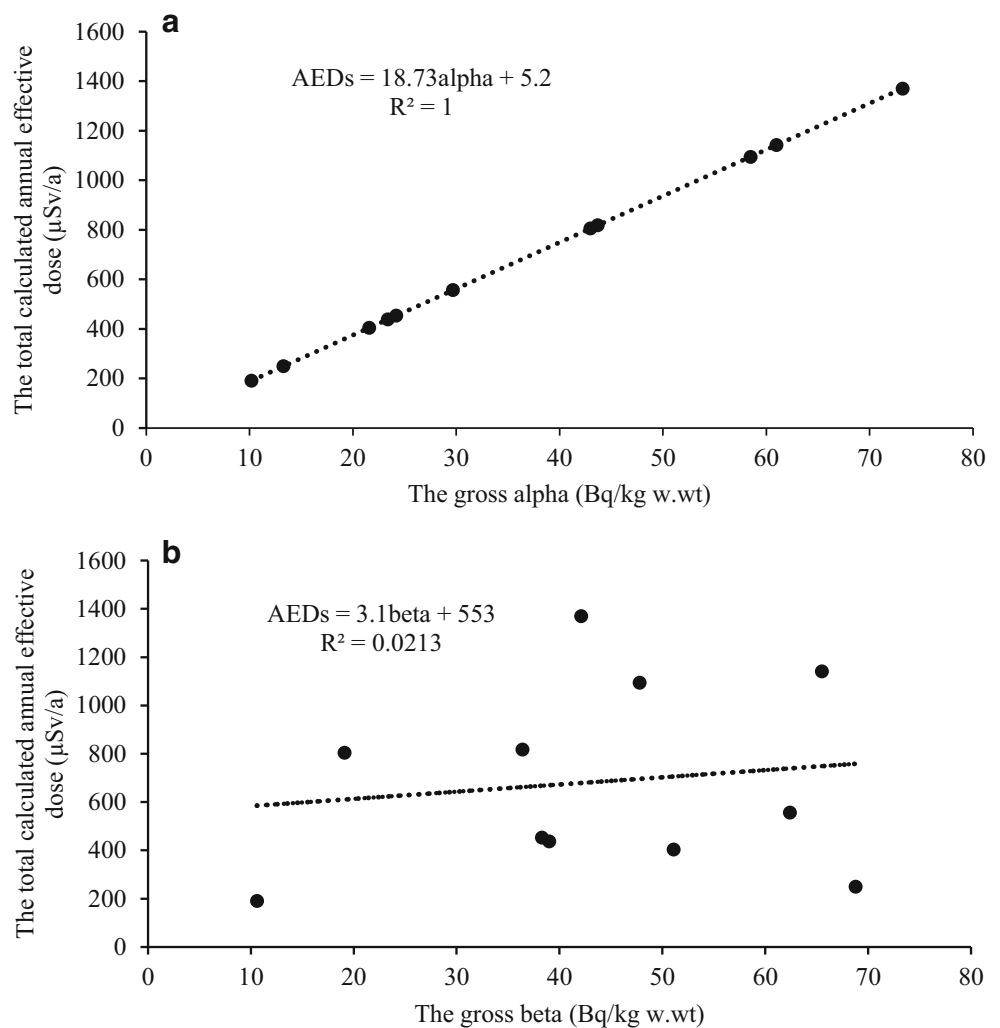 a
1600
1400
1200
1000
800
600
400
200
0
The total calculated annual effective
dose (µSv/a)
AEDs = 18.73alpha + 5.2
R² = 1
0 10 20 30 40 50 60 70 80
The gross alpha (Bq/kg w.wt)
b
1600
1400
1200
1000
800
600
400
200
0
The total calculated annual effective
dose (µSv/a)
AEDs = 3.1beta + 553
R² = 0.0213
0 10 20 30 40 50 60 70 80
The gross beta (Bq/kg w.wt)